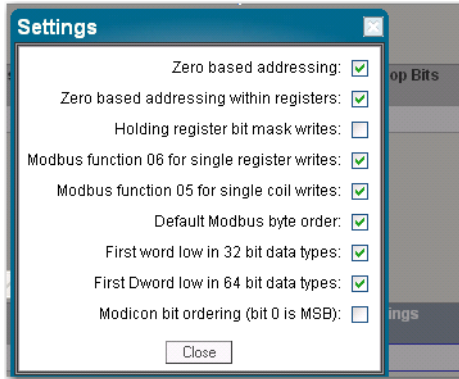 Settings
Zero based addressing:
op Bits
Zero based addressing within registers:
Holding register bit mask writes:
Modbus function 06 for single register writes:
Modbus function 05 for single coil writes:
Default Modbus byte order:
First word low in 32 bit data types:
First Dword low in 64 bit data types:
Modicon bit ordering (bit 0 is MSB):
ings
Close